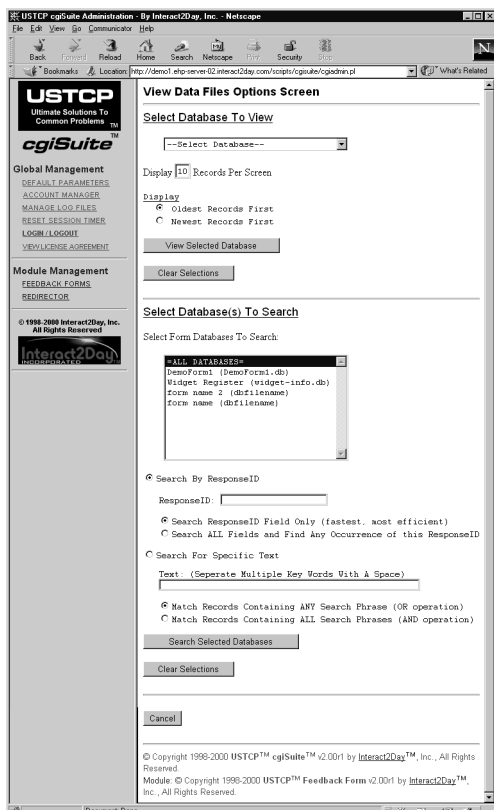 USTCP cgiSuite Administration - By Interact2Day, Inc. - Netscape
File Edit View Go Communicator Help
Back Forward Reload Home Search Netscape Print Security Stop
Bookmarks Location: http://demo1.ehp-server-02.interact2day.com/scripts/cgisuite/cgiadmin.pl What's Related
USTCP
Ultimate Solutions To
Common Problems TM
cgiSuite TM
Global Management
DEFAULT PARAMETERS
ACCOUNT MANAGER
MANAGE LOG FILES
RESET SESSION TIMER
LOGIN / LOGOUT
VIEW LICENSE AGREEMENT
Module Management
FEEDBACK FORMS
REDIRECTOR
© 1998-2000 Interact2Day, Inc.
All Rights Reserved
Interact2Day
INCORPORATED
View Data Files Options Screen
Select Database To View
--Select Database--
Display 10 Records Per Screen
Display
Oldest Records First
Newest Records First
View Selected Database
Clear Selections
Select Database(s) To Search
Select Form Databases To Search:
=ALL DATABASES=
DemoForm1 (DemoForm1.db)
Widget Register (widget-info.db)
form name 2 (dbfilename)
form name (dbfilename)
Search By ResponseID
ResponseID:
Search ResponseID Field Only (fastest, most efficient)
Search ALL Fields and Find Any Occurrence of this ResponseID
Search For Specific Text
Text: (Seperate Multiple Key Words With A Space)
Match Records Containing ANY Search Phrase (OR operation)
Match Records Containing ALL Search Phrases (AND operation)
Search Selected Databases
Clear Selections
Cancel
© Copyright 1998-2000 USTCP™ cgiSuite™ v2.00r1 by Interact2Day™, Inc., All Rights
Reserved.
Module: © Copyright 1998-2000 USTCP™ Feedback Form v2.00r1 by Interact2Day™,
Inc., All Rights Reserved.